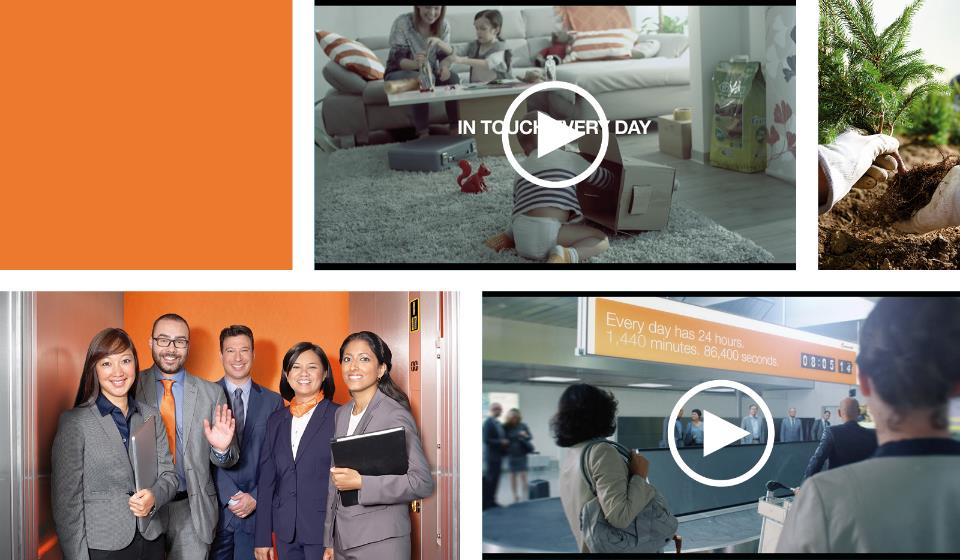 IN TOUCH EVERY DAY
Every day has 24 hours.
1,440 minutes. 86,400 seconds.
08:05 14